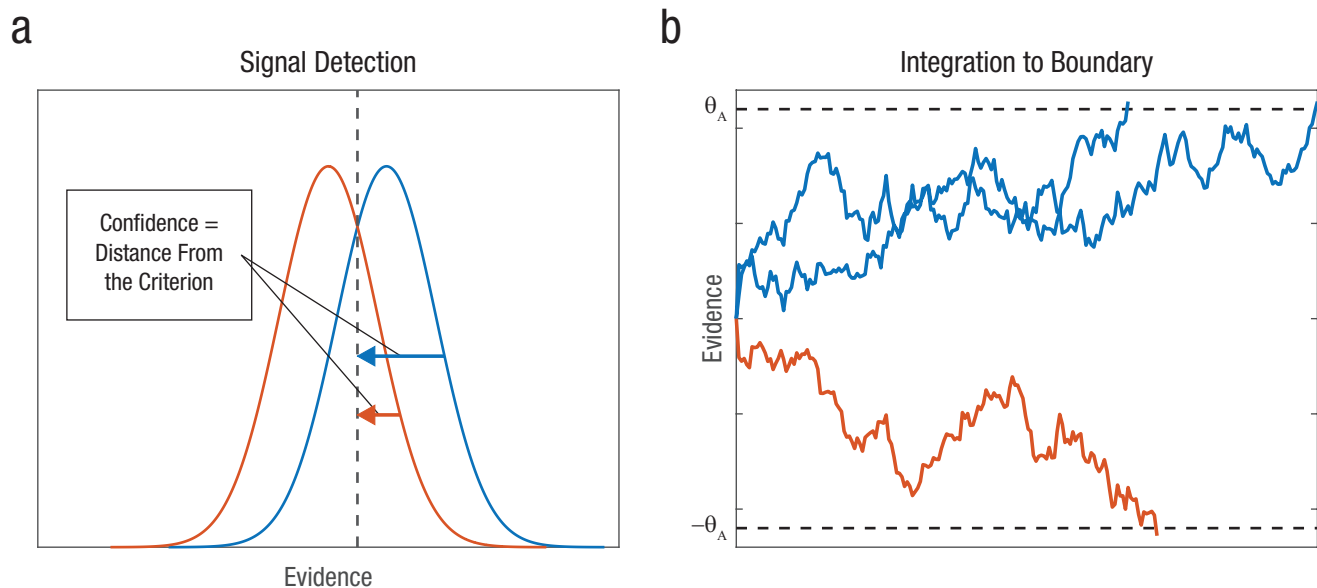 a
Signal Detection
Confidence =
Distance From
the Criterion
Evidence
b
Integration to Boundary
θA
Evidence
−θA